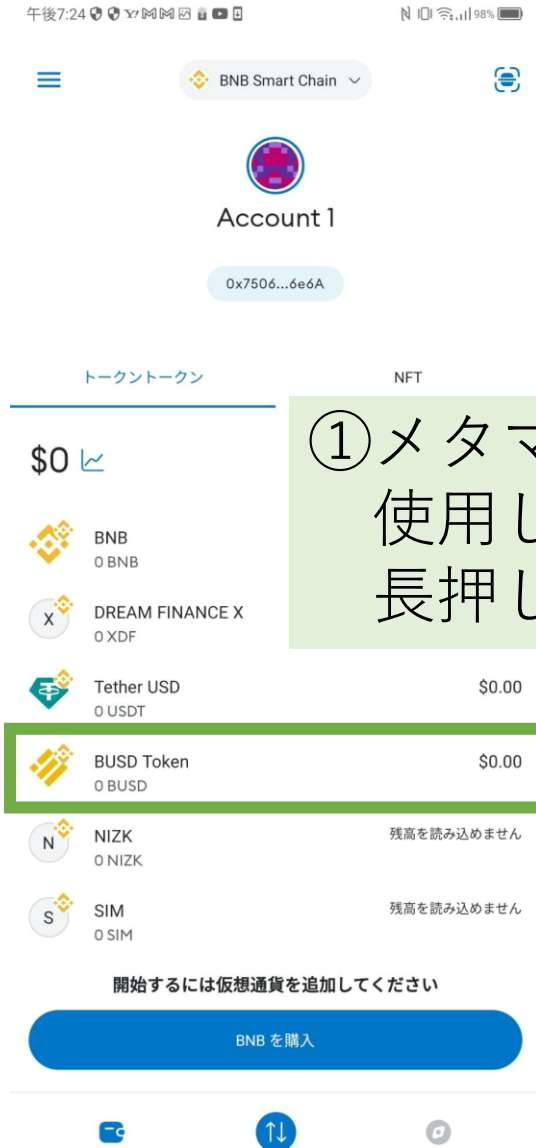 午後7:24
98%
BNB Smart Chain
Account 1
0x7506...6e6A
トークントークン
NFT
$0
①メタマ
使用し
長押し
BNB
0 BNB
X
DREAM FINANCE X
0 XDF
Tether USD
$0.00
0 USDT
BUSD Token
$0.00
0 BUSD
N
NIZK
残高を読み込めません
0 NIZK
S
SIM
残高を読み込めません
0 SIM
開始するには仮想通貨を追加してください
BNB を購入